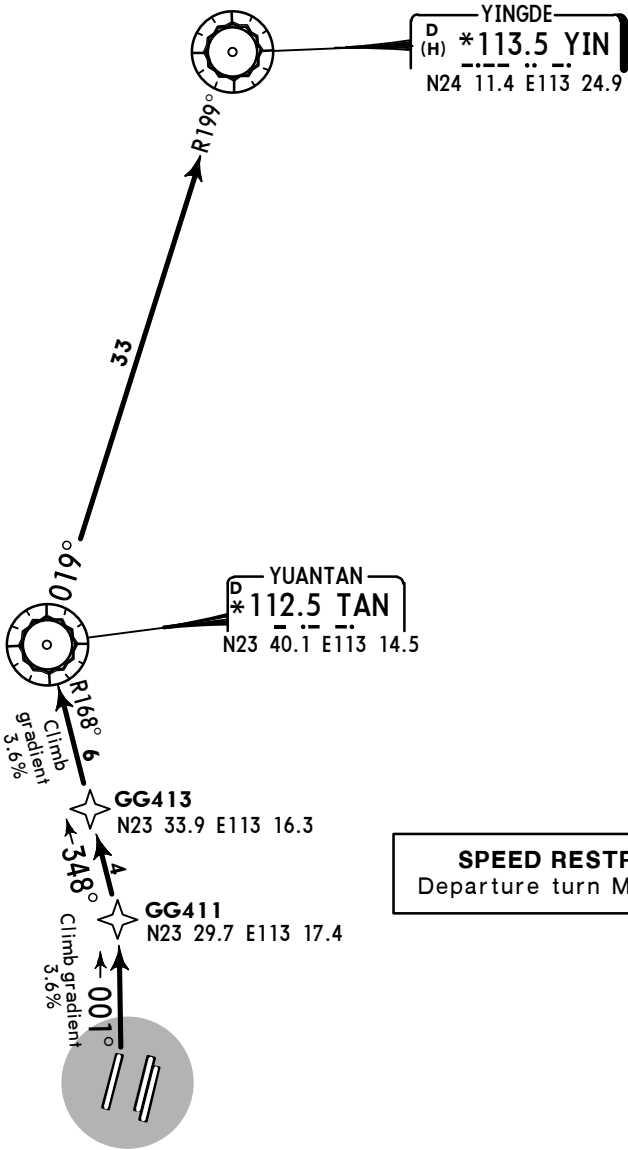 YINGDE
D
(H) *113.5 YIN
N24 11.4 E113 24.9
R199°
33
019°
YUANTAN
D
*112.5 TAN
N23 40.1 E113 14.5
R168°
6
Climb
gradient
3.6%
GG413
N23 33.9 E113 16.3
348°
4
SPEED RESTR
Departure turn M
GG411
N23 29.7 E113 17.4
Climb gradient
3.6%
001°